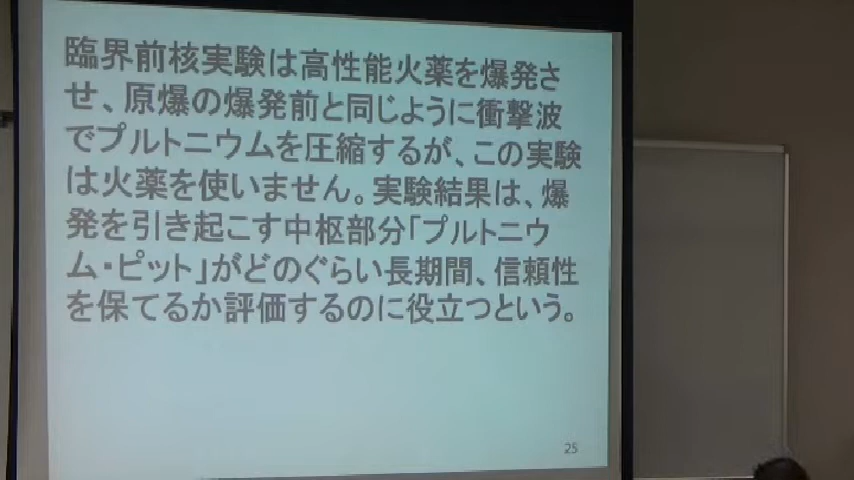 臨界前核実験は高性能火薬を爆発さ
せ、原爆の爆発前と同じように衝撃波
でプルトニウムを圧縮するが、この実験
は火薬を使いません。実験結果は、爆
発を引き起こす中枢部分「プルトニウ
ム・ピット」がどのぐらい長期間、信頼性
を保てるか評価するのに役立つという。
25